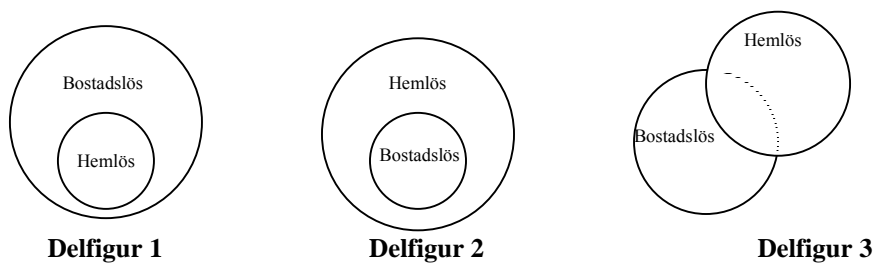 Bostadslös
Hemlös
Delfigur 1
Hemlös
Bostadslös
Delfigur 2
Hemlös
Bostadslös
Delfigur 3